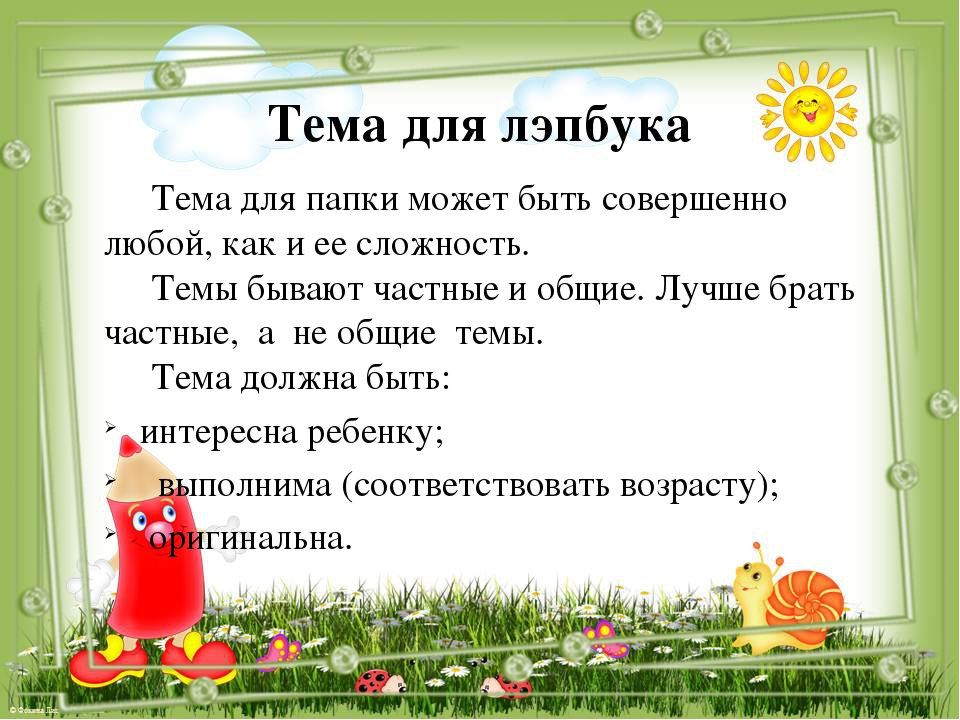 Тема для лэпбука
Тема для папки может быть совершенно
любой, как и ее сложность.
Темы бывают частные и общие. Лучше брать
частные, а не общие темы.
Тема должна быть:
интересна ребенку;
выполнима (соответствовать возрасту);
оригинальна.